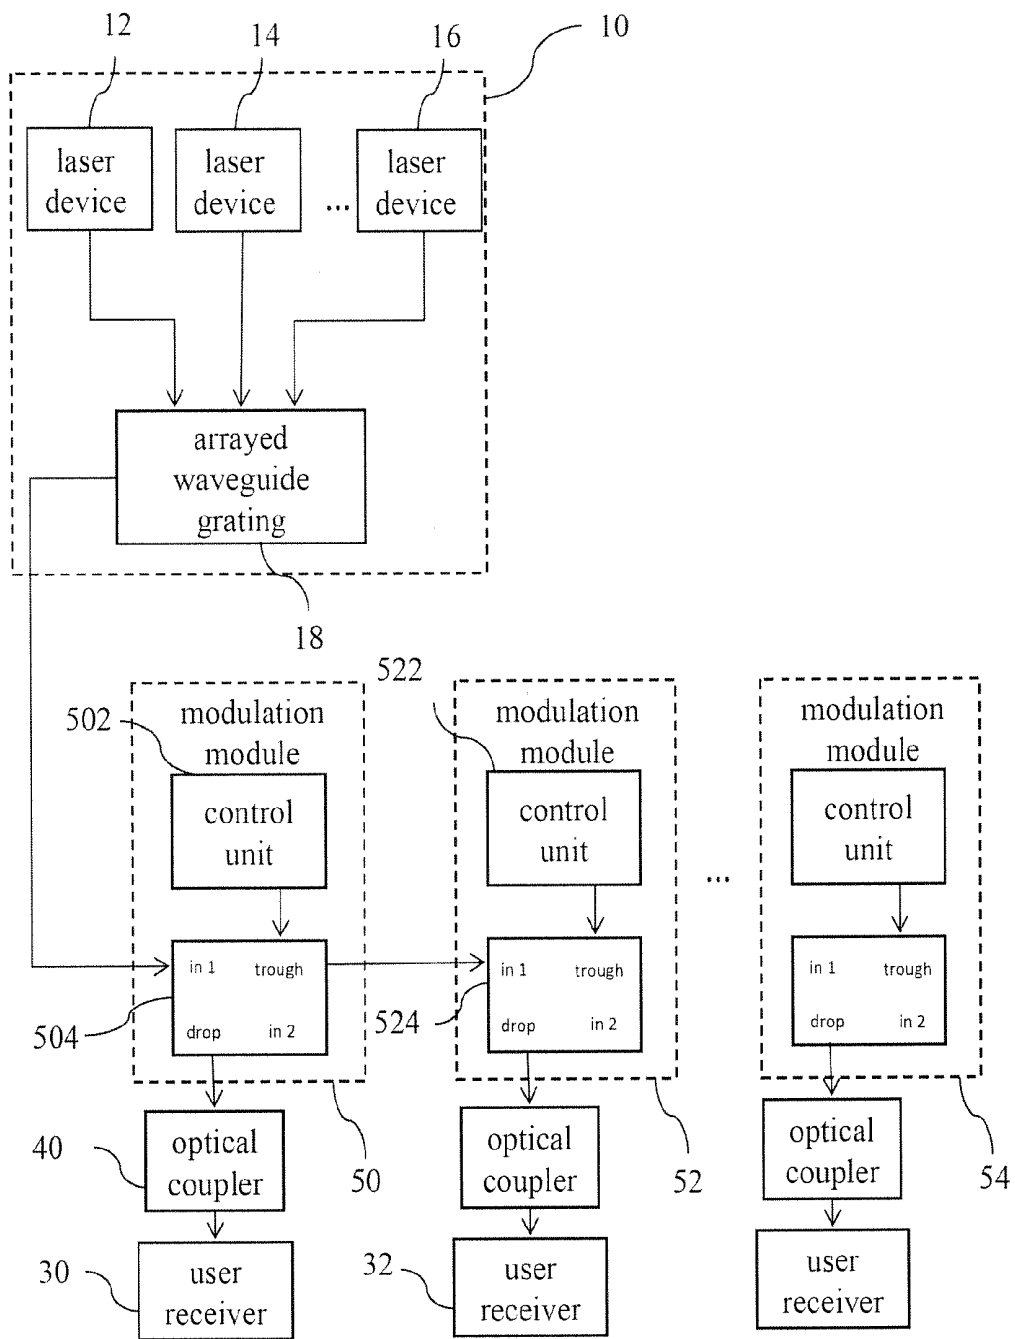 12
14
16
10
laser
device
laser
device
...
laser
device
arrayed
waveguide
grating
18
502
modulation
module
control
unit
522
modulation
module
control
unit
...
modulation
module
control
unit
in 1 trough
drop in 2
504
in 1 trough
drop in 2
524
in 1 trough
drop in 2
40
optical
coupler
50
optical
coupler
52
optical
coupler
54
30
user
receiver
32
user
receiver
user
receiver